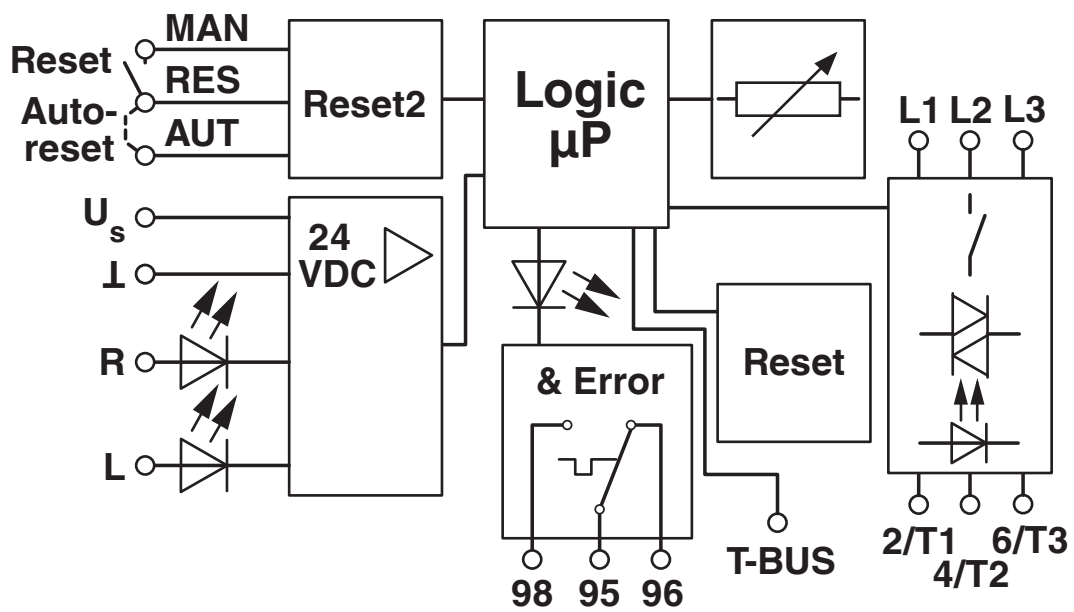 MAN
Reset
RES
Auto-
reset
AUT
Reset2
Logic
µP
L1 L2 L3
Us
24
VDC
⊥
R
L
& Error
Reset
98 95 96
T-BUS
2/T1 6/T3
4/T2